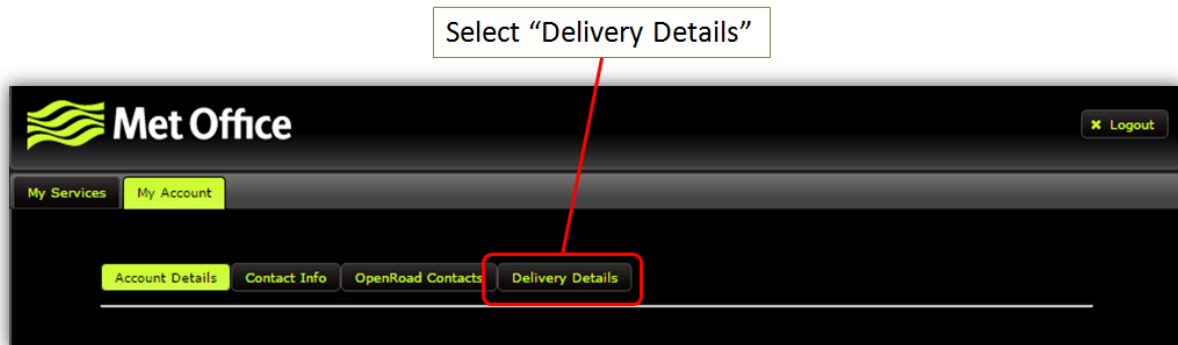 Select “Delivery Details”
Met Office
✖ Logout
My Services
My Account
Account Details
Contact Info
OpenRoad Contacts
Delivery Details